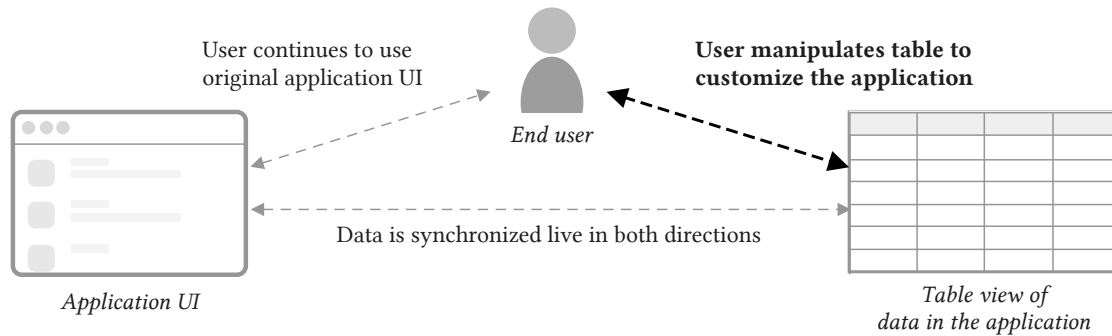 User continues to use
original application UI
User manipulates table to
customize the application
End user
Data is synchronized live in both directions
Application UI
Table view of
data in the application